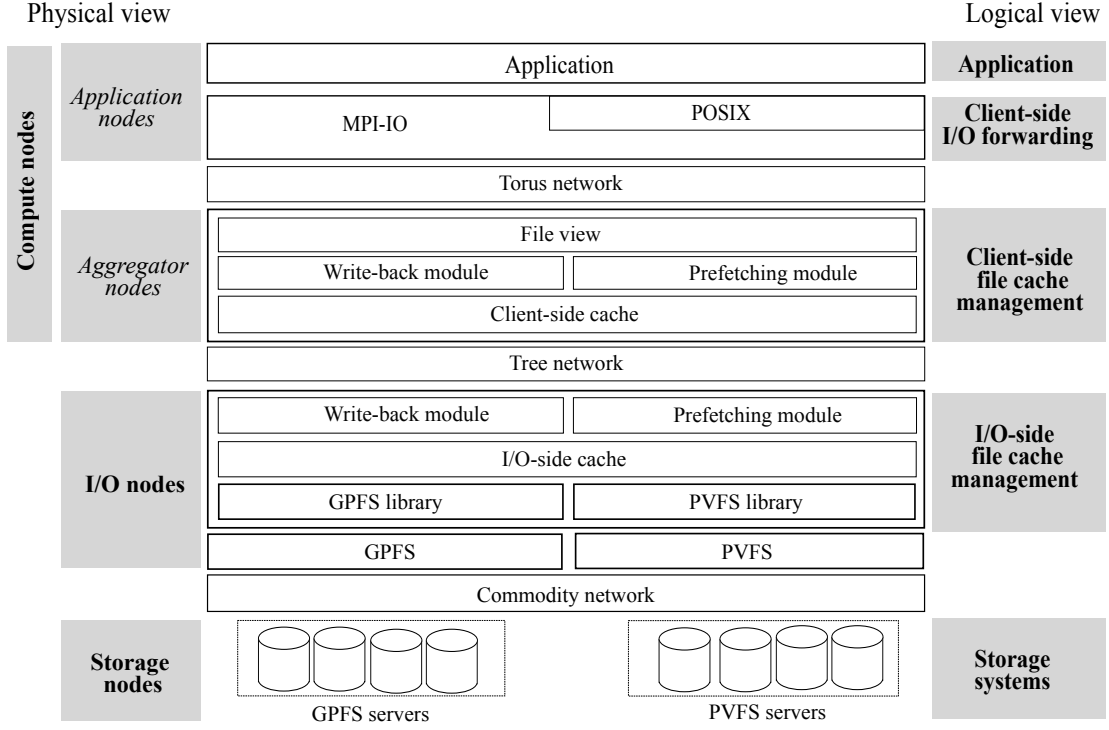 Physical view
Logical view
Compute nodes
Application
nodes
Application
Application
MPI-IO
POSIX
Client-side
I/O forwarding
Torus network
Aggregator
nodes
File view
Write-back module
Prefetching module
Client-side cache
Client-side
file cache
management
Tree network
I/O nodes
Write-back module
Prefetching module
I/O-side cache
GPFS library
PVFS library
I/O-side
file cache
management
GPFS
PVFS
Commodity network
Storage
nodes
GPFS servers
PVFS servers
Storage
systems